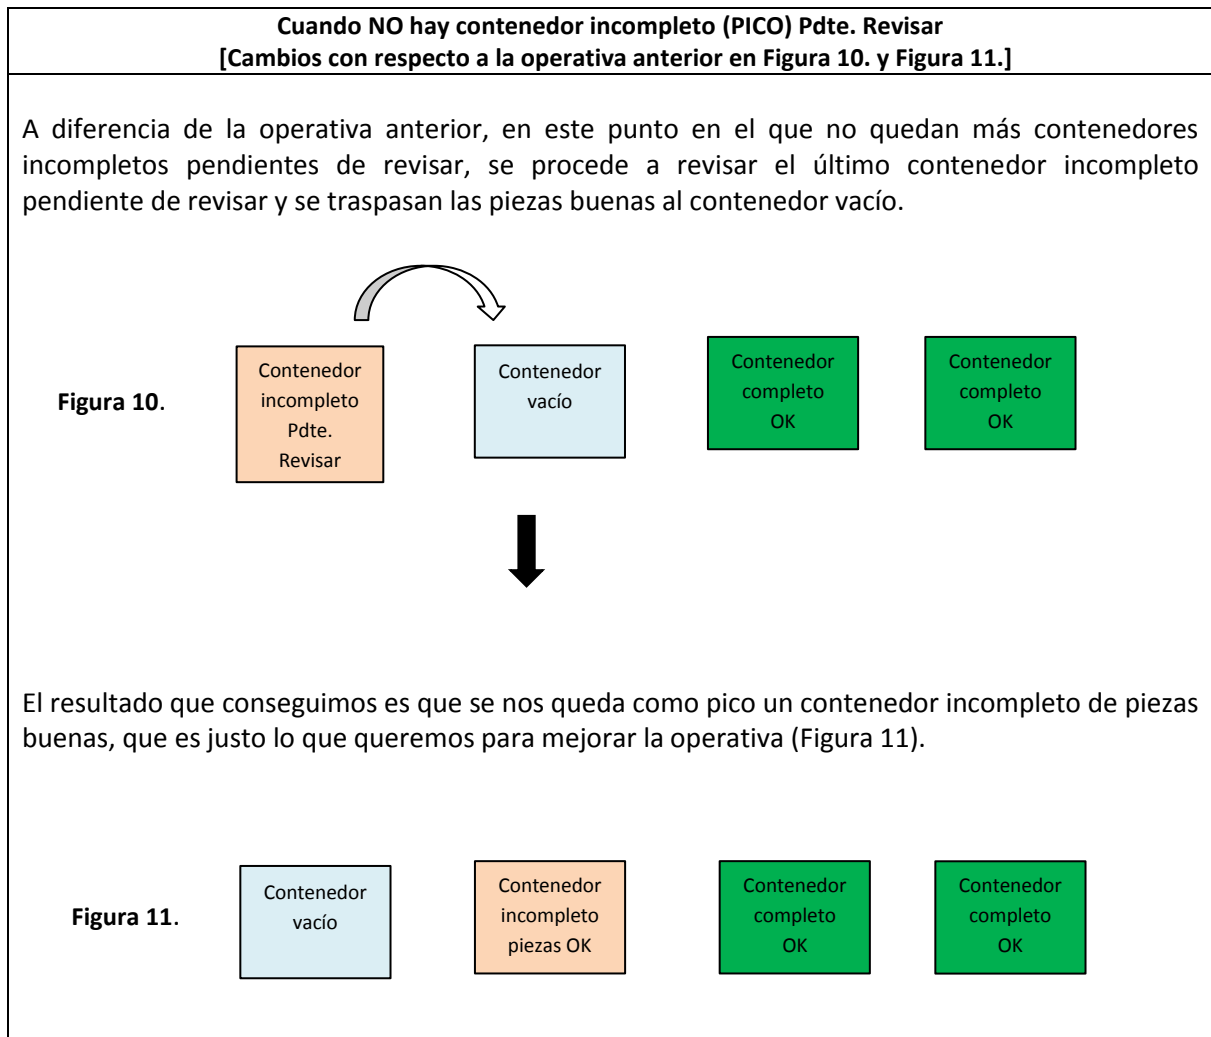 Cuando NO hay contenedor incompleto (PICO) Pdte. Revisar
[Cambios con respecto a la operativa anterior en Figura 10. y Figura 11.]
A diferencia de la operativa anterior, en este punto en el que no quedan más contenedores
incompletos pendientes de revisar, se procede a revisar el último contenedor incompleto
pendiente de revisar y se traspasan las piezas buenas al contenedor vacío.
Figura 10.
Contenedor
incompleto
Pdte.
Revisar
Contenedor
vacío
Contenedor
completo
OK
Contenedor
completo
OK
El resultado que conseguimos es que se nos queda como pico un contenedor incompleto de piezas
buenas, que es justo lo que queremos para mejorar la operativa (Figura 11).
Figura 11.
Contenedor
vacío
Contenedor
incompleto
piezas OK
Contenedor
completo
OK
Contenedor
completo
OK